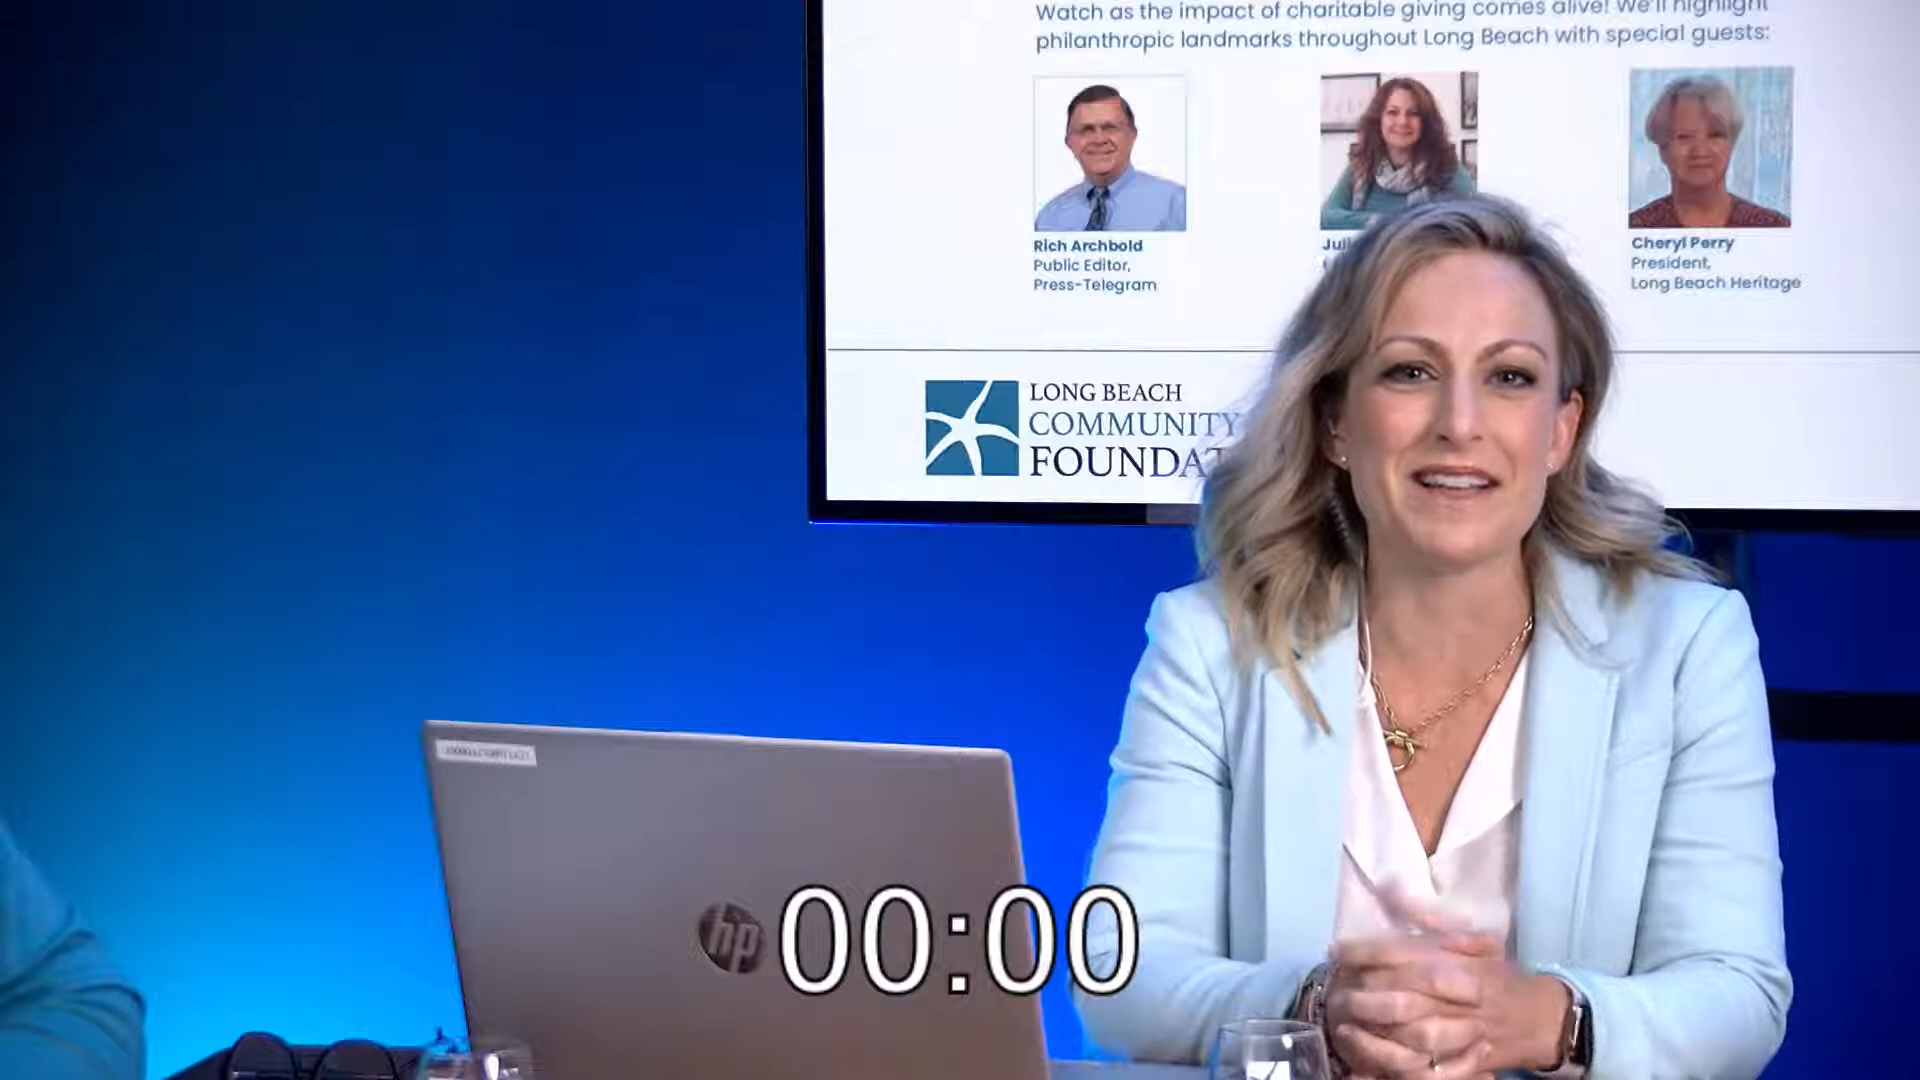 Watch as the impact of charitable giving comes alive! We'll highlight
philanthropic landmarks throughout Long Beach with special guests:
Rich Archbold
Public Editor,
Press-Telegram
Cheryl Perry
President,
Long Beach Heritage
LONG BEACH
COMMUNITY
FOUNDAT
hp
00:00